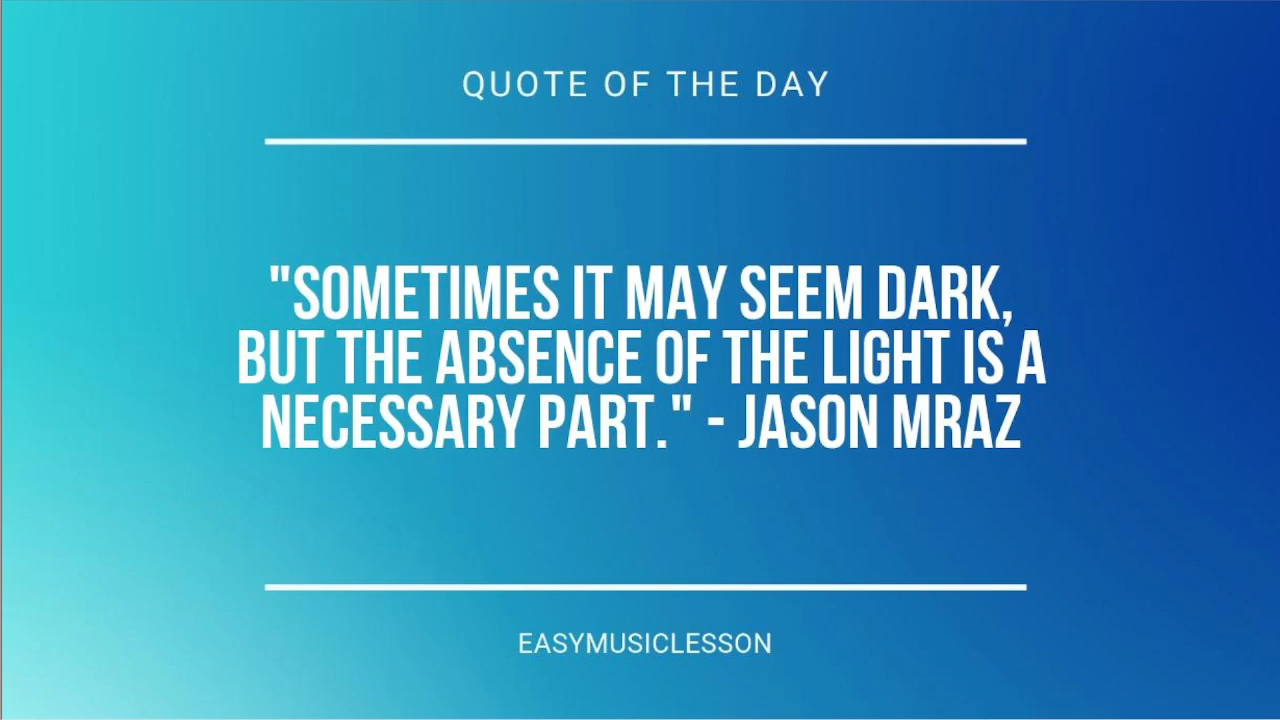 QUOTE OF THE DAY
"SOMETIMES IT MAY SEEM DARK,
BUT THE ABSENCE OF THE LIGHT IS A
NECESSARY PART." - JASON MRAZ
EASYMUSICLESSON